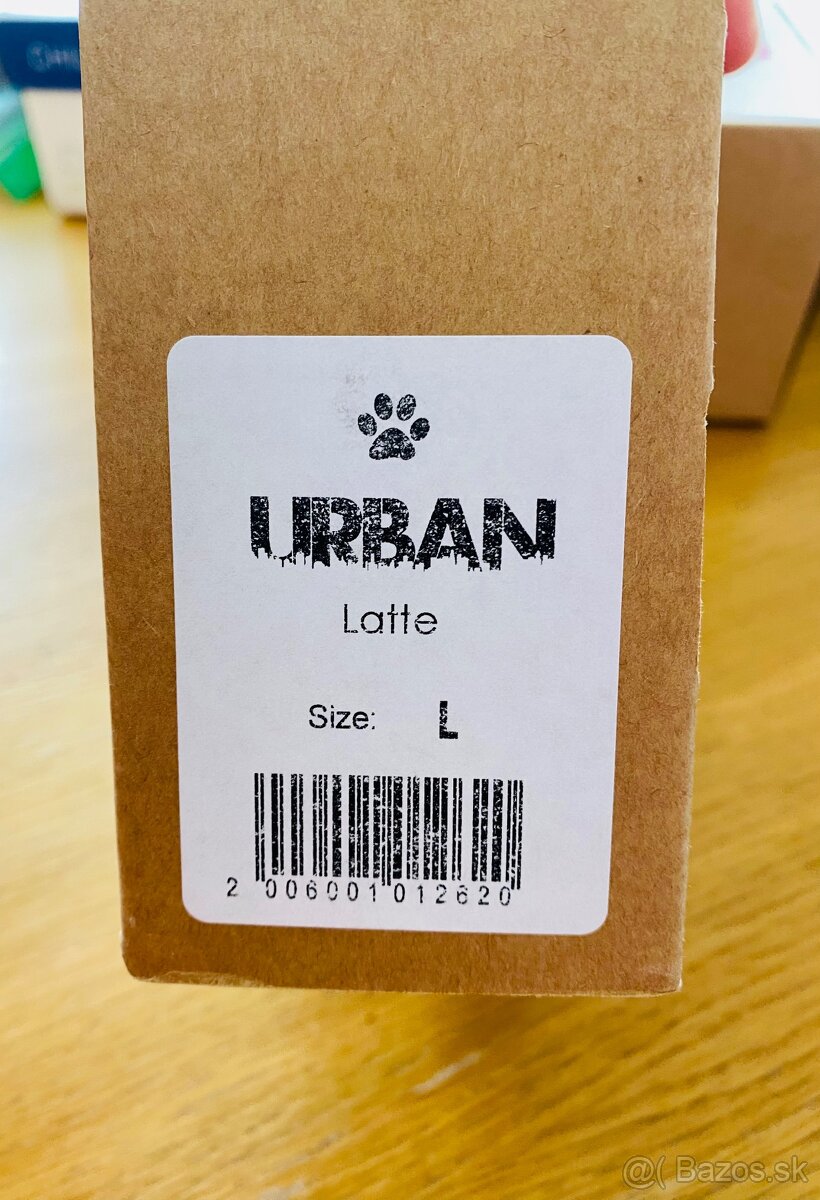 URBAN
Latte
Size: L
2 006001 012620
@( Bazos.sk